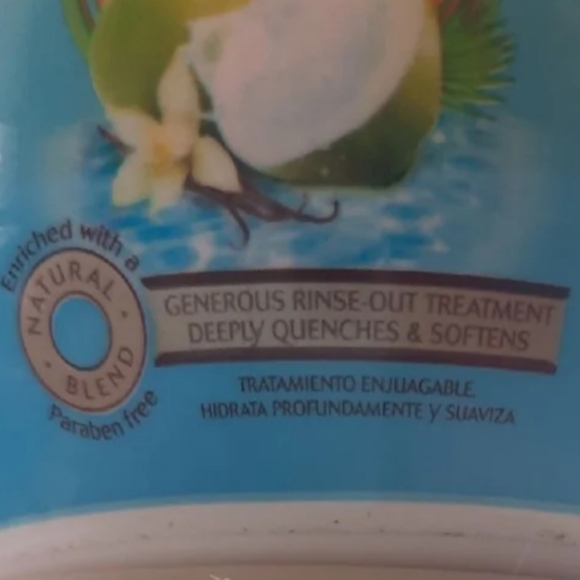 Enriched with a
NATURAL
BLEND
Paraben free
GENEROUS RINSE-OUT TREATMENT
DEEPLY QUENCHES & SOFTENS
TRATAMIENTO ENJUAGABLE
HIDRATA PROFUNDAMENTE y SUAVIZA